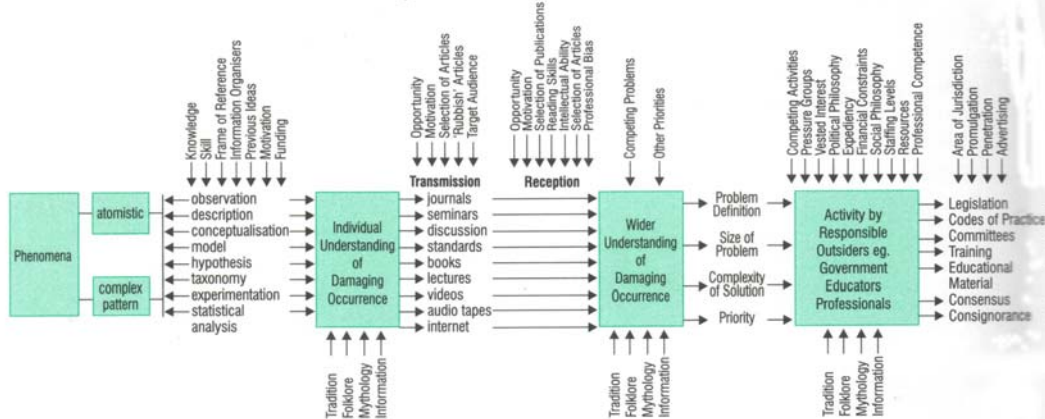 Phenomena
atomistic
complex
pattern
Knowledge
Skill
Frame of Reference
Information Organisers
Previous Ideas
Motivation
Funding
observation
description
conceptualisation
model
hypothesis
taxonomy
experimentation
statistical
analysis
Individual
Understanding
of
Damaging
Occurrence
Tradition
Folklore
Mythology
Information
Opportunity
Motivation
Selection of Articles
'Rubbish' Articles
Target Audience
Transmission
journals
seminars
discussion
standards
books
lectures
videos
audio tapes
internet
Opportunity
Motivation
Selection of Publications
Reading Skills
Intellectual Ability
Selection of Articles
Professional Bias
Reception
Competing Problems
Other Priorities
Wider
Understanding
of Damaging
Occurrence
Tradition
Folklore
Mythology
Information
Problem
Definition
Size of
Problem
Complexity
of Solution
Priority
Competing Activities
Pressure Groups
Vested Interest
Political Philosophy
Expediency
Financial Constraints
Social Philosophy
Staffing Levels
Resources
Professional Competence
Activity by
Responsible
Outsiders eg.
Government
Educators
Professionals
Tradition
Folklore
Mythology
Information
Area of Jurisdiction
Promulgation
Penetration
Advertising
Legislation
Codes of Practice
Committees
Training
Educational
Material
Consensus
Consignorance